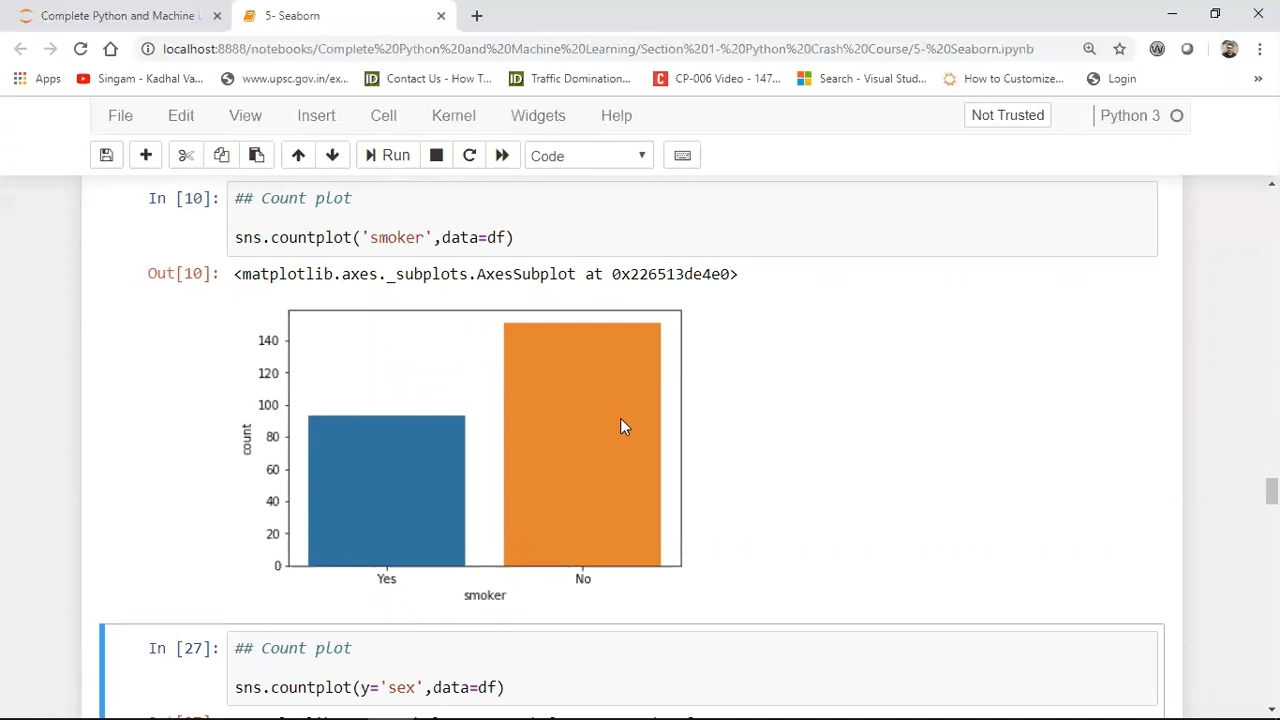 Complete Python and Machine L
5- Seaborn
localhost:8888/notebooks/Complete%20Python%20and%20Machine%20Learning/Section%201-%20Python%20Crash%20Course/5-%20Seaborn.ipynb
Apps Singam - Kadhal Va... www.upsc.gov.in/ex... Contact Us - How T... Traffic Domination... CP-006 Video - 147... Search - Visual Stud... How to Customize... Login »
File Edit View Insert Cell Kernel Widgets Help Not Trusted Python 3
Run Code
In [10]: ## Count plot
sns.countplot('smoker',data=df)
Out[10]: <matplotlib.axes._subplots.AxesSubplot at 0x226513de4e0>
140
120
100
80
60
40
20
0
count
Yes No
smoker
In [27]: ## Count plot
sns.countplot(y='sex',data=df)